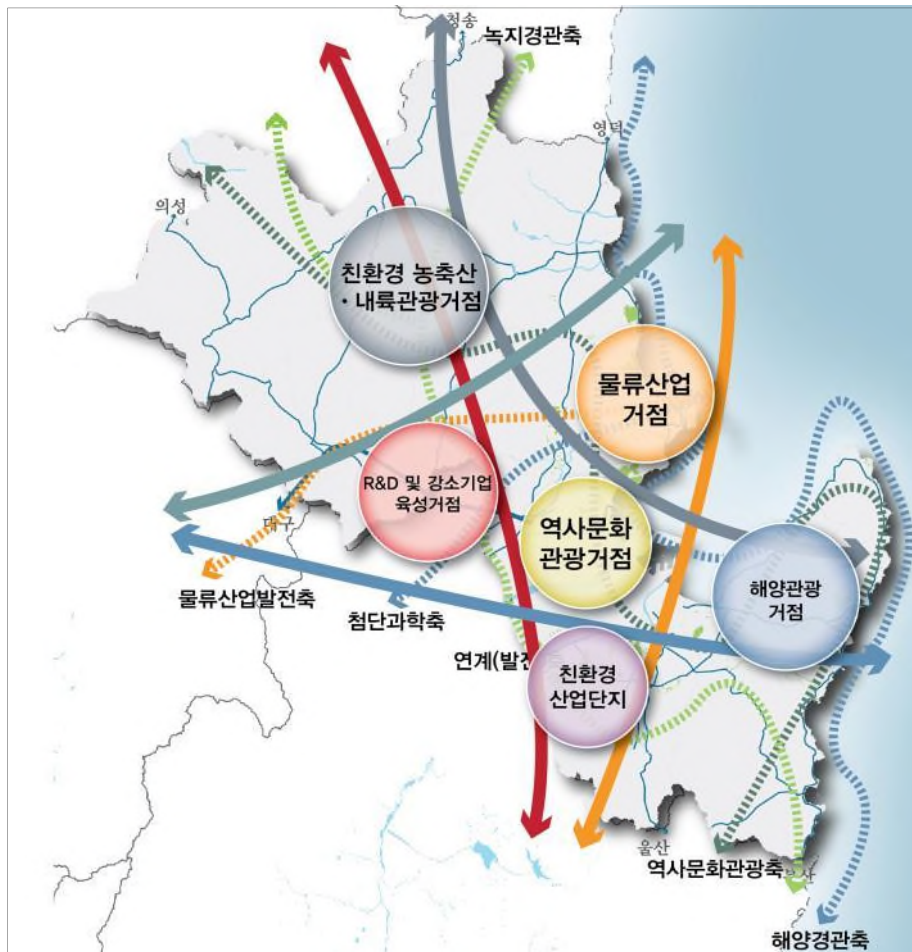 청송
녹지경관축
영덕
의성
친환경 농축산
·내륙관광거점
물류산업
거점
R&D 및 강소기업
육성거점
대구
역사문화
관광거점
해양관광
거점
물류산업발전축
첨단과학축
연계(발전
친환경
산업단지
울산
역사문화관광축
해양경관축